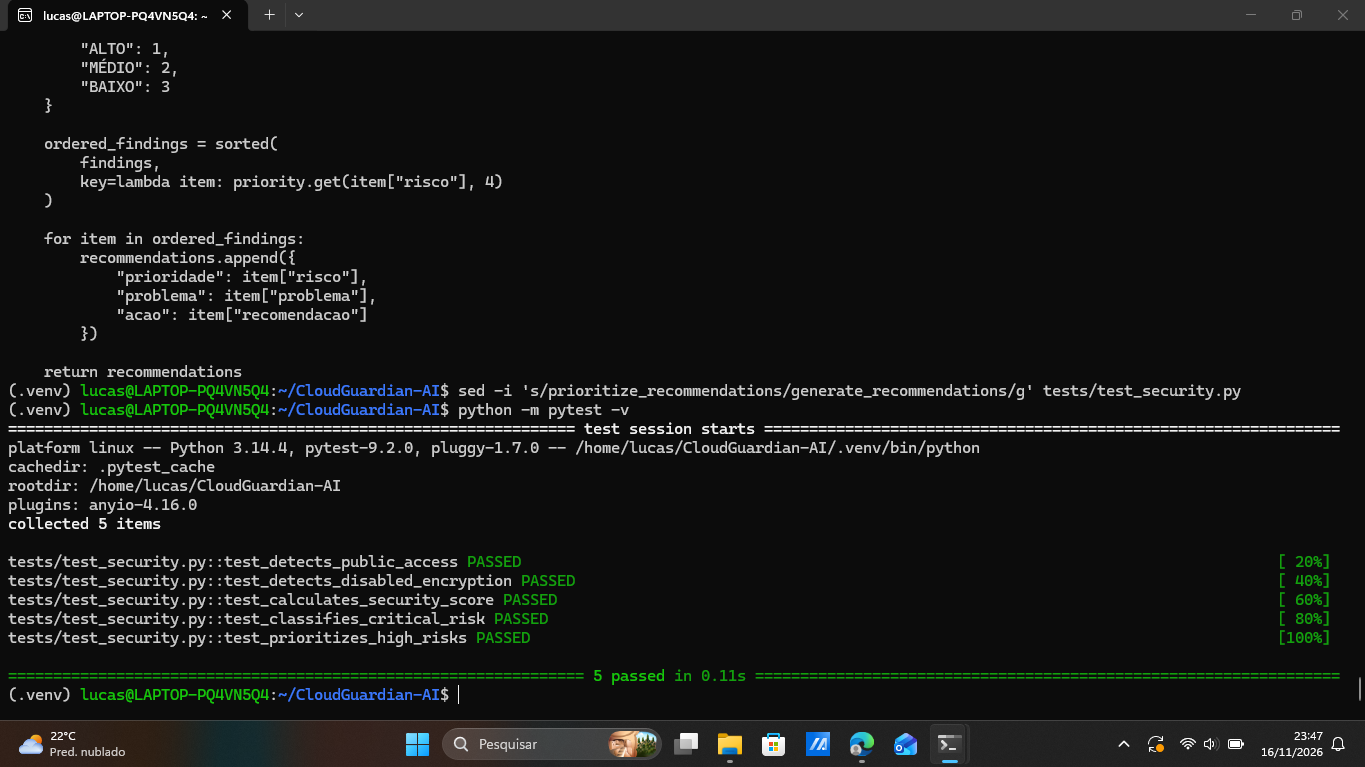 lucas@LAPTOP-PQ4VN5Q4: ~
"ALTO": 1,
"MÉDIO": 2,
"BAIXO": 3
}
ordered_findings = sorted(
findings,
key=lambda item: priority.get(item["risco"], 4)
)
for item in ordered_findings:
recommendations.append({
"prioridade": item["risco"],
"problema": item["problema"],
"acao": item["recomendacao"]
})
return recommendations
(.venv) lucas@LAPTOP-PQ4VN5Q4:~/CloudGuardian-AI$ sed -i 's/prioritize_recommendations/generate_recommendations/g' tests/test_security.py
(.venv) lucas@LAPTOP-PQ4VN5Q4:~/CloudGuardian-AI$ python -m pytest -v
=============================================================== test session starts ================================================================
platform linux -- Python 3.14.4, pytest-9.2.0, pluggy-1.7.0 -- /home/lucas/CloudGuardian-AI/.venv/bin/python
cachedir: .pytest_cache
rootdir: /home/lucas/CloudGuardian-AI
plugins: anyio-4.16.0
collected 5 items
tests/test_security.py::test_detects_public_access PASSED [ 20%]
tests/test_security.py::test_detects_disabled_encryption PASSED [ 40%]
tests/test_security.py::test_calculates_security_score PASSED [ 60%]
tests/test_security.py::test_classifies_critical_risk PASSED [ 80%]
tests/test_security.py::test_prioritizes_high_risks PASSED [100%]
================================================================ 5 passed in 0.11s =================================================================
(.venv) lucas@LAPTOP-PQ4VN5Q4:~/CloudGuardian-AI$
22°C
Pred. nublado
Pesquisar
23:47
16/11/2026